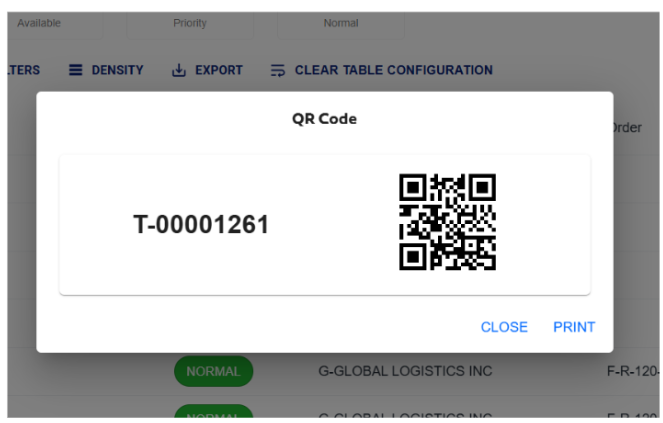 Available Priority Normal
LTERS DENSITY EXPORT CLEAR TABLE CONFIGURATION
QR Code
Order
T-00001261
CLOSE PRINT
NORMAL G-GLOBAL LOGISTICS INC F-R-120-
NORMAL G-GLOBAL LOGISTICS INC F-R-120-